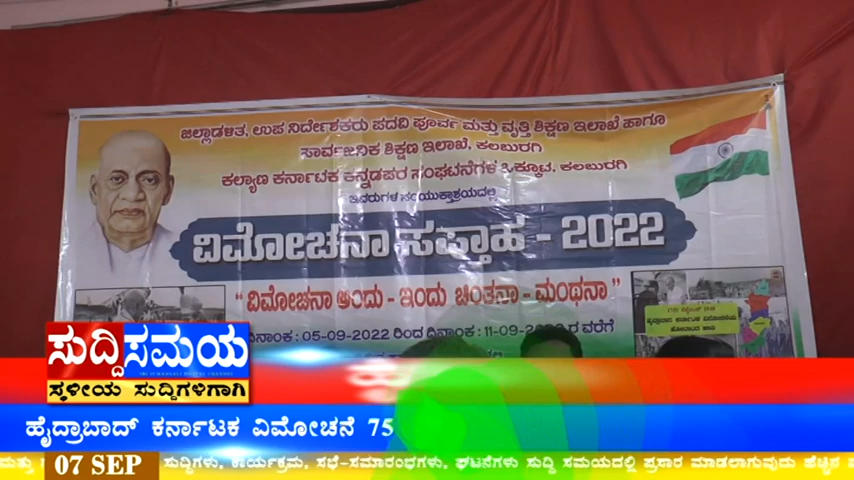 ಜಿಲ್ಲಾಡಳಿತ, ಉಪ ನಿರ್ದೇಶಕರು ಪದವಿ ಪೂರ್ವ ಮತ್ತು ವೃತ್ತಿ ಶಿಕ್ಷಣ ಇಲಾಖೆ ಹಾಗೂ
ಸಾರ್ವಜನಿಕ ಶಿಕ್ಷಣ ಇಲಾಖೆ, ಕಲಬುರಗಿ
ಕಲ್ಯಾಣ ಕರ್ನಾಟಕ ಕನ್ನಡಪರ ಸಂಘಟನೆಗಳ ಒಕ್ಕೂಟ, ಕಲಬುರಗಿ
ಇವರುಗಳ ಸಂಯುಕ್ತಾಶ್ರಯದಲ್ಲಿ
ವಿಮೋಚನಾ ಸಪ್ತಾಹ - 2022
"ವಿಮೋಚನಾ ಅಂದು - ಇಂದು ಚಿಂತನಾ - ಮಂಥನಾ"
05-09-2022 ರಿಂದ ದಿನಾಂಕ : 11-09- ರ ವರೆಗೆ
ಸುದ್ದಿ ಸಮಯ
ಸ್ಥಳೀಯ ಸುದ್ದಿಗಳಿಗಾಗಿ
ಹೈದ್ರಾಬಾದ್ ಕರ್ನಾಟಕ ವಿಮೋಚನೆ 75
07 SEP ಸುದ್ದಿಗಳು, ಕಾರ್ಯಕ್ರಮ, ಸಭೆ-ಸಮಾರಂಭಗಳು, ಘಟನೆಗಳು ಸುದ್ದಿ ಸಮಯದಲ್ಲಿ ಪ್ರಸಾರ ಮಾಡಲಾಗುವುದು ಹೆಚ್ಚಿನ